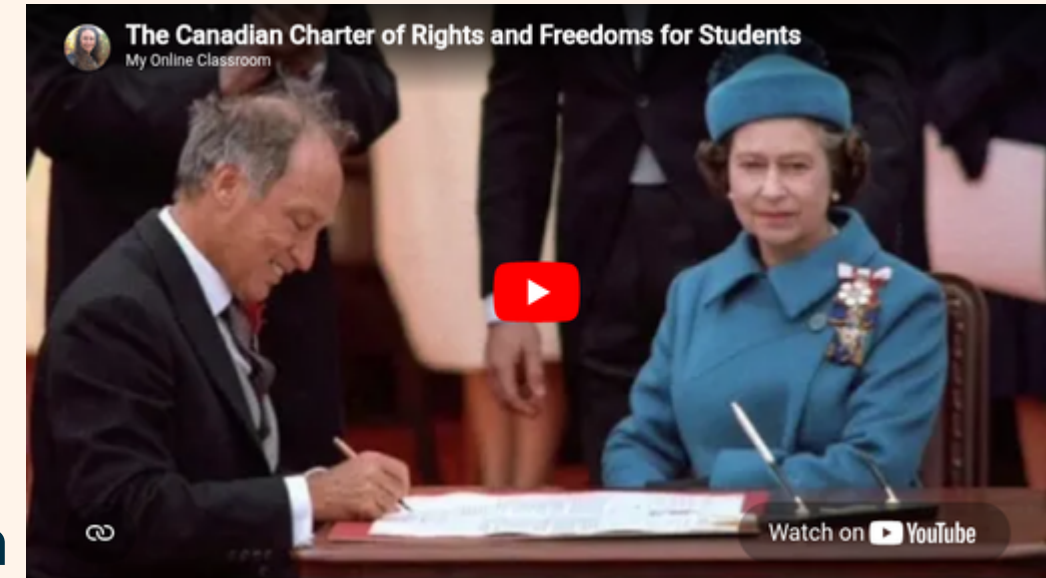 The Canadian Charter of Rights and Freedoms for Students
My Online Classroom
Watch on YouTube